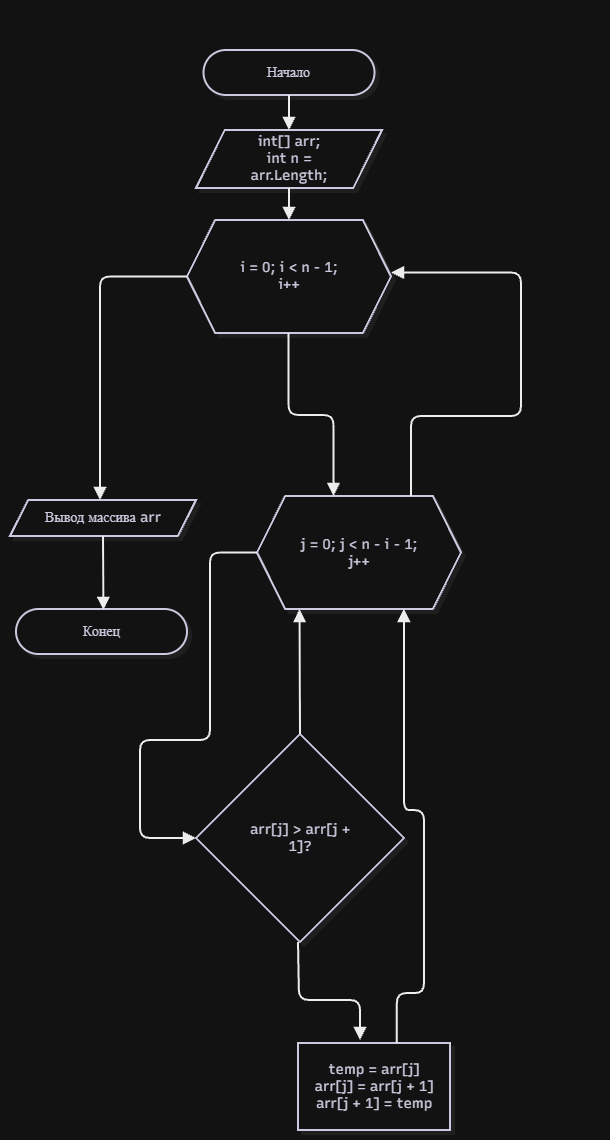 Начало
int[] arr;
int n =
arr.Length;
i = 0; i < n - 1;
i++
Вывод массива arr
j = 0; j < n - i - 1;
j++
Конец
arr[j] > arr[j +
1]?
temp = arr[j]
arr[j] = arr[j + 1]
arr[j + 1] = temp